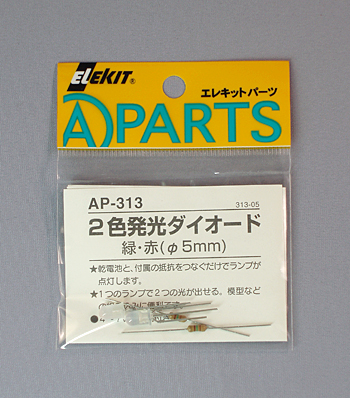 ELEKIT®
エレキットパーツ
APARTS
AP-313
313-05
2色発光ダイオード
緑・赤(φ5mm)
★乾電池と、付属の抵抗をつなぐだけでランプが
点灯します。
★1つのランプで2つの光が出せる。模型など